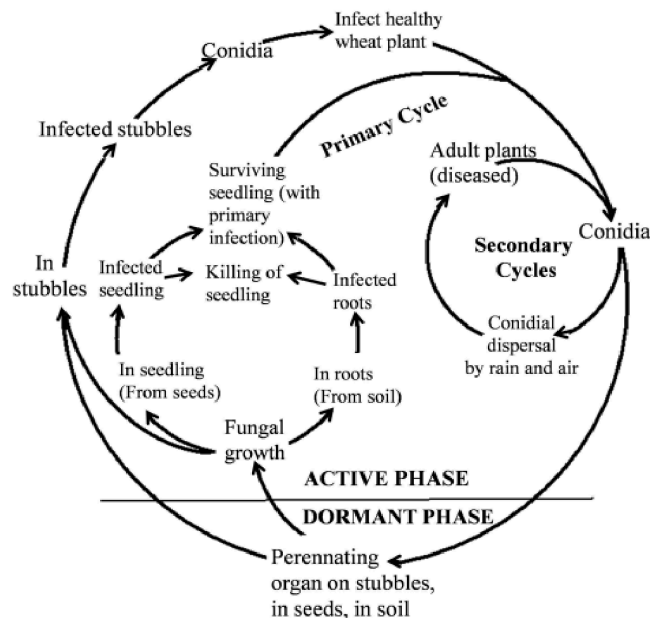 Infect healthy
wheat plant
Conidia
Infected stubbles
Primary Cycle
Surviving
seedling (with
primary
infection)
Adult plants
(diseased)
Conidia
Secondary
Cycles
In
stubbles
Infected
seedling
Killing of
seedling
Infected
roots
Conidial
dispersal
by rain and air
In seedling
(From seeds)
In roots
(From soil)
Fungal
growth
ACTIVE PHASE
DORMANT PHASE
Perennating
organ on stubbles,
in seeds, in soil